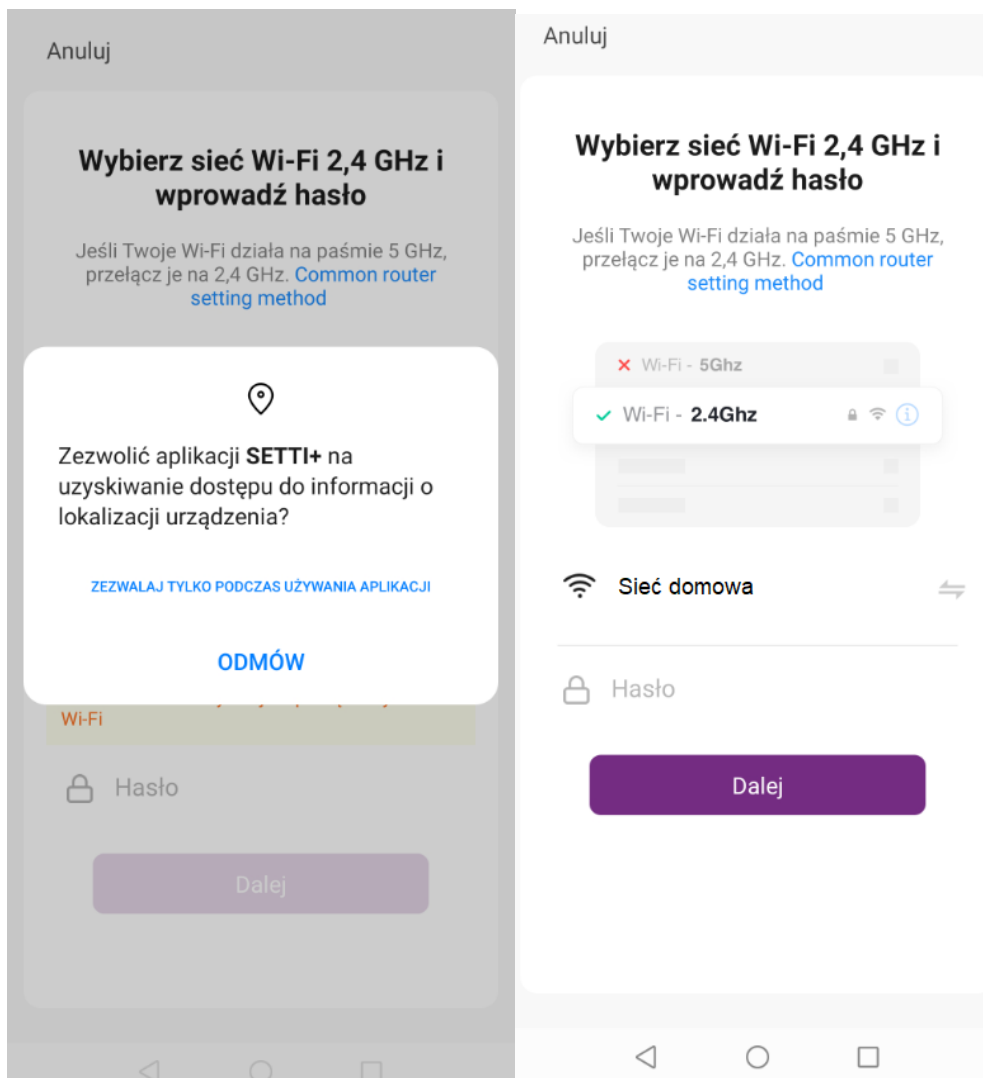 Anuluj
Wybierz sieć Wi-Fi 2,4 GHz i
wprowadź hasło
Jeśli Twoje Wi-Fi działa na paśmie 5 GHz,
przełącz je na 2,4 GHz. Common router
setting method
Zezwolić aplikacji SETTI+ na
uzyskiwanie dostępu do informacji o
lokalizacji urządzenia?
ZEZWALAJ TYLKO PODCZAS UŻYWANIA APLIKACJI
ODMÓW
Wi-Fi
Hasło
Dalej
Anuluj
Wybierz sieć Wi-Fi 2,4 GHz i
wprowadź hasło
Jeśli Twoje Wi-Fi działa na paśmie 5 GHz,
przełącz je na 2,4 GHz. Common router
setting method
Wi-Fi - 5Ghz
Wi-Fi - 2.4Ghz
Sieć domowa
Hasło
Dalej